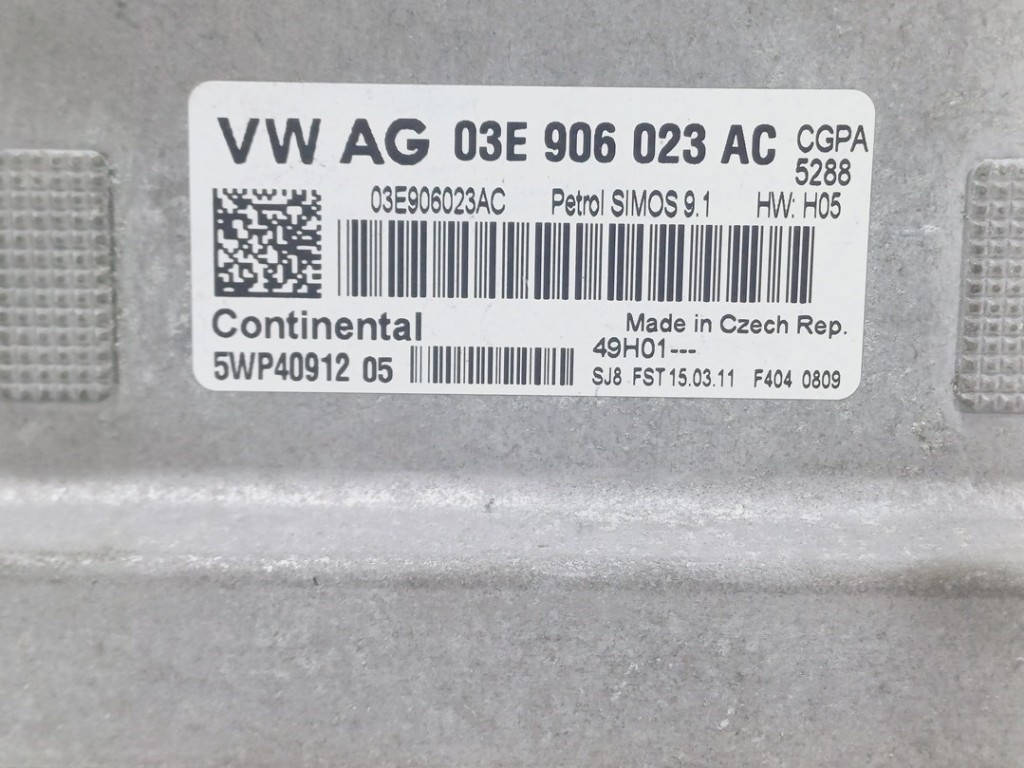 VW AG 03E 906 023 AC CGPA
5288
03E906023AC Petrol SIMOS 9.1 HW: H05
Continental Made in Czech Rep.
49H01---
5WP40912 05 SJ8 FST 15.03.11 F404 0809